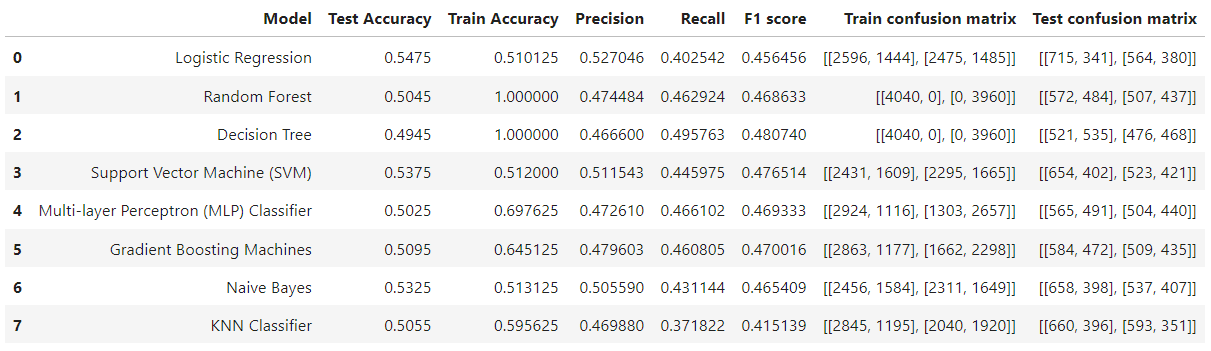 Model Test Accuracy Train Accuracy Precision Recall F1 score Train confusion matrix Test confusion matrix
0 Logistic Regression 0.5475 0.510125 0.527046 0.402542 0.456456 [[2596, 1444], [2475, 1485]] [[715, 341], [564, 380]]
1 Random Forest 0.5045 1.000000 0.474484 0.462924 0.468633 [[4040, 0], [0, 3960]] [[572, 484], [507, 437]]
2 Decision Tree 0.4945 1.000000 0.466600 0.495763 0.480740 [[4040, 0], [0, 3960]] [[521, 535], [476, 468]]
3 Support Vector Machine (SVM) 0.5375 0.512000 0.511543 0.445975 0.476514 [[2431, 1609], [2295, 1665]] [[654, 402], [523, 421]]
4 Multi-layer Perceptron (MLP) Classifier 0.5025 0.697625 0.472610 0.466102 0.469333 [[2924, 1116], [1303, 2657]] [[565, 491], [504, 440]]
5 Gradient Boosting Machines 0.5095 0.645125 0.479603 0.460805 0.470016 [[2863, 1177], [1662, 2298]] [[584, 472], [509, 435]]
6 Naive Bayes 0.5325 0.513125 0.505590 0.431144 0.465409 [[2456, 1584], [2311, 1649]] [[658, 398], [537, 407]]
7 KNN Classifier 0.5055 0.595625 0.469880 0.371822 0.415139 [[2845, 1195], [2040, 1920]] [[660, 396], [593, 351]]